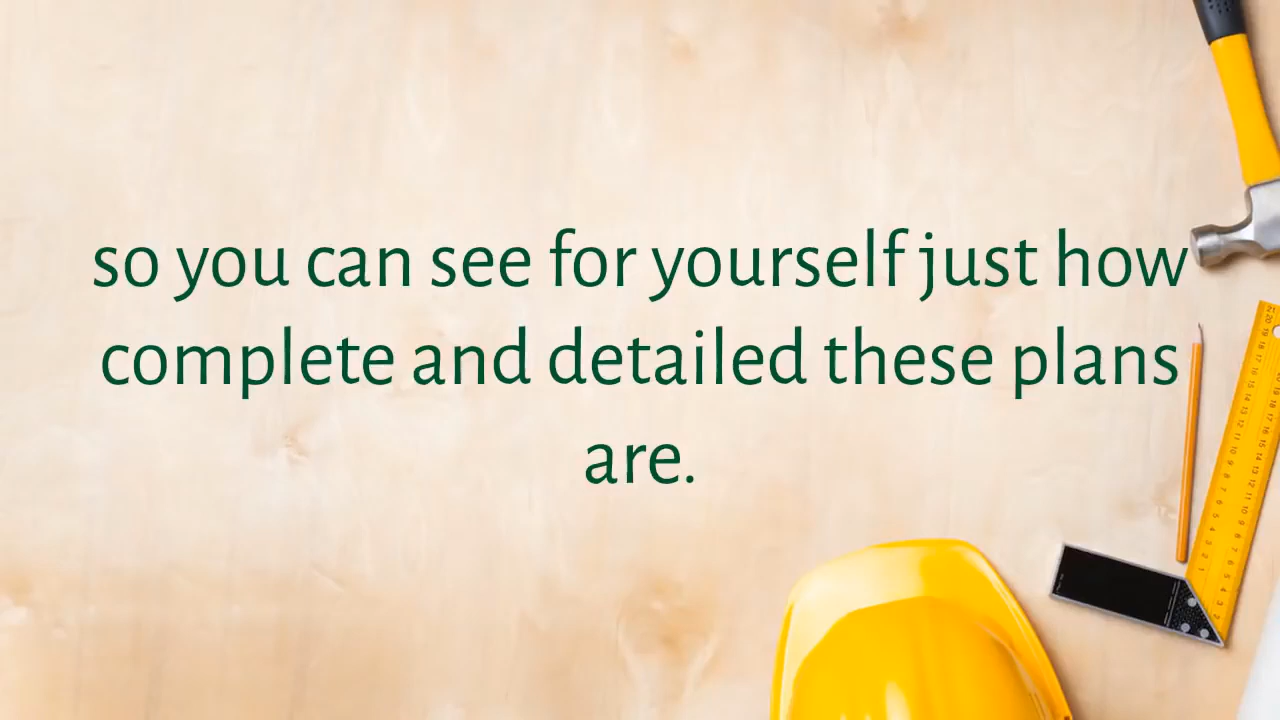 so you can see for yourself just how
complete and detailed these plans
are.